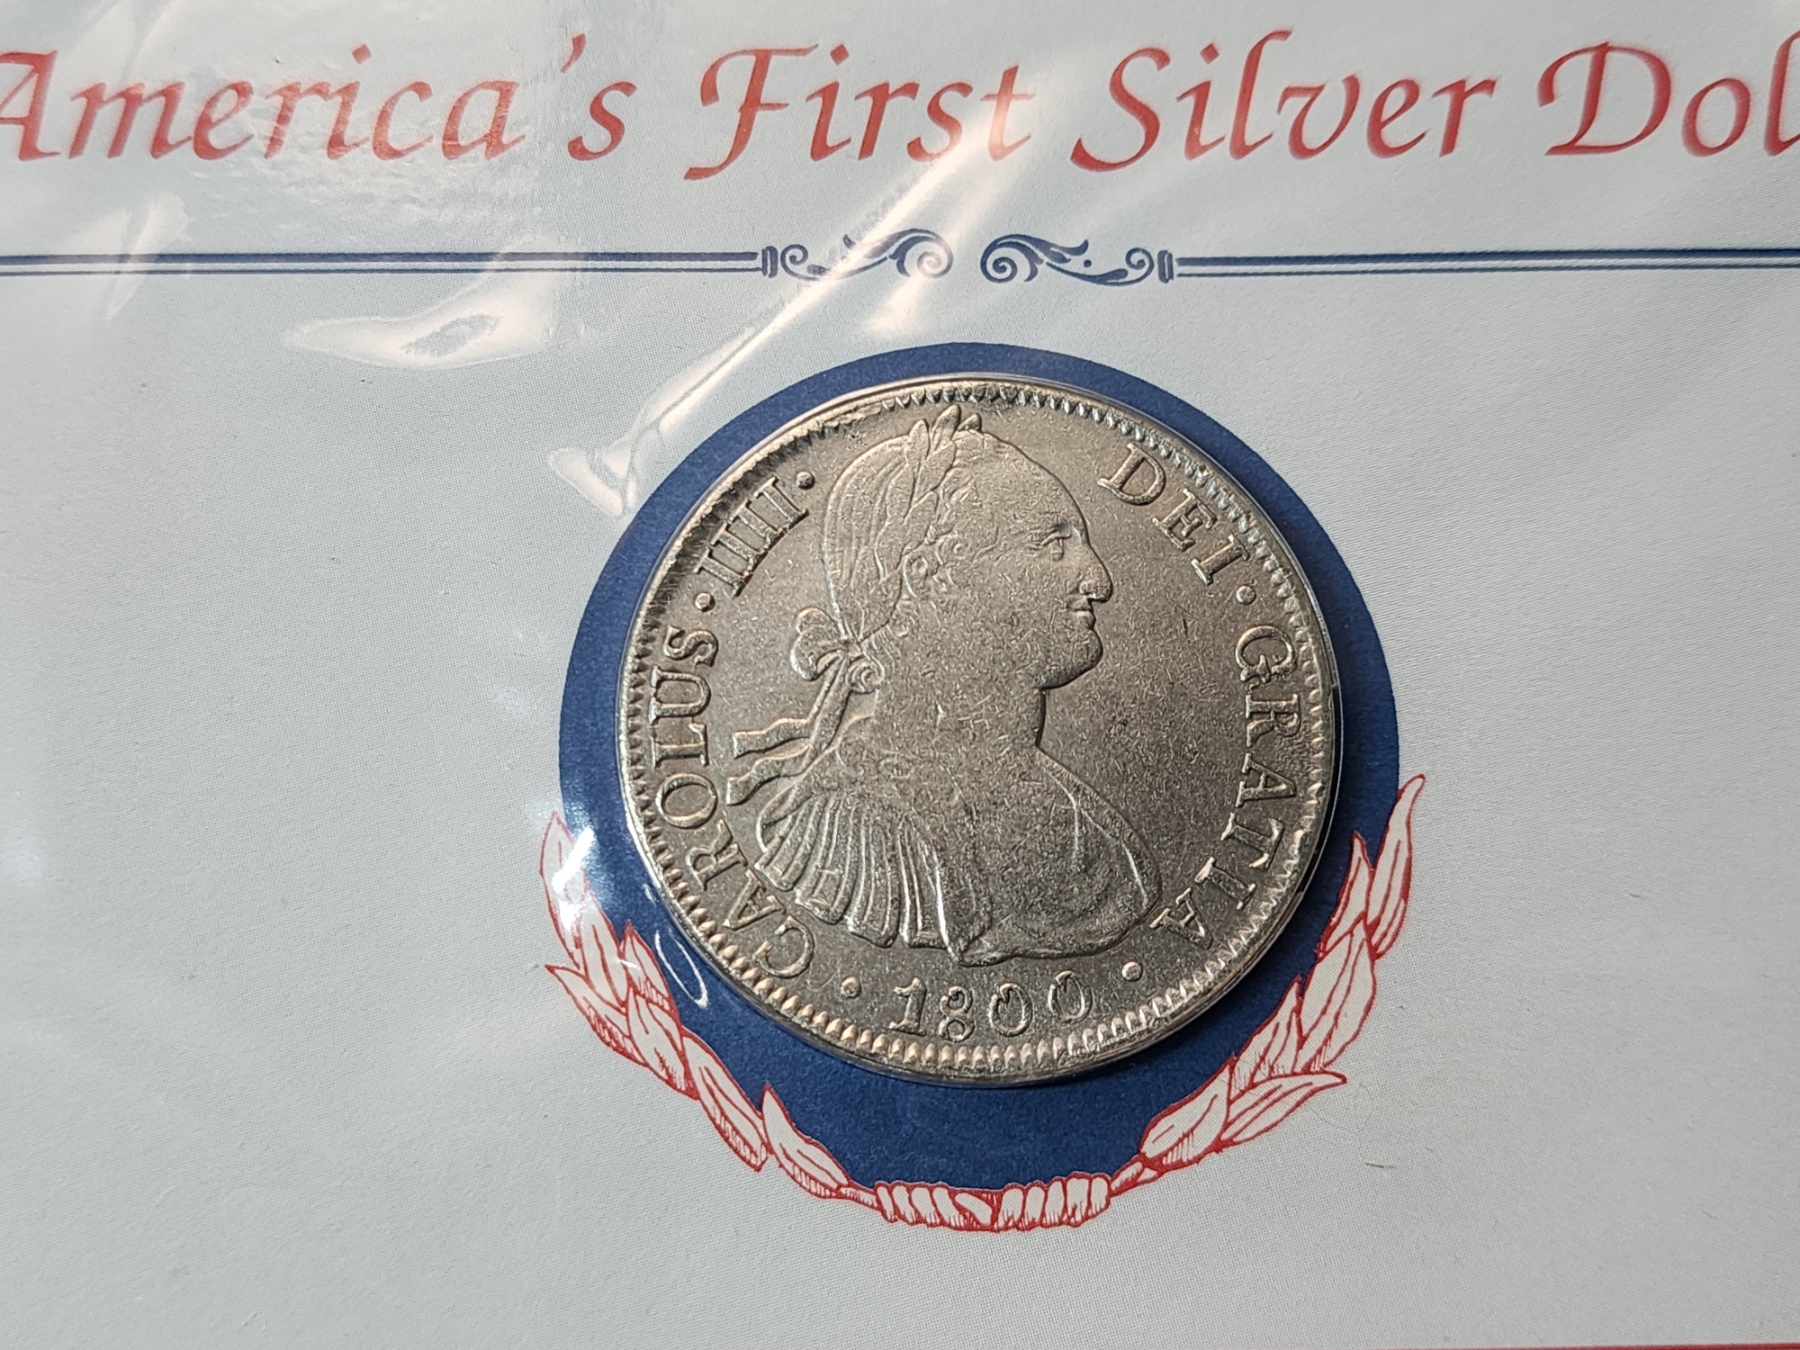 America's First Silver Dol
CAROLUS · IIII · DEI · GRATIA
· 1800 ·